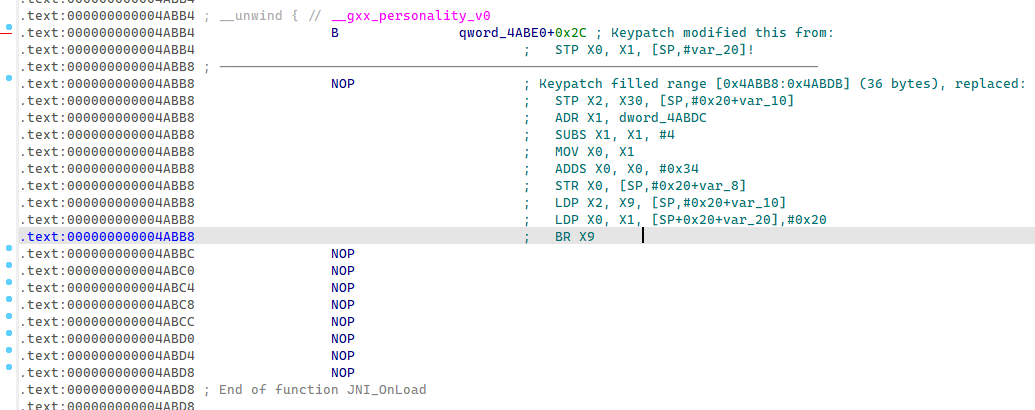 .text:000000000004ABB4
.text:000000000004ABB4 ; __unwind { // __gxx_personality_v0
.text:000000000004ABB4 B qword_4ABE0+0x2C ; Keypatch modified this from:
.text:000000000004ABB4 ; STP X0, X1, [SP,#var_20]!
.text:000000000004ABB8 ;
.text:000000000004ABB8 NOP ; Keypatch filled range [0x4ABB8:0x4ABDB] (36 bytes), replaced:
.text:000000000004ABB8 ; STP X2, X30, [SP,#0x20+var_10]
.text:000000000004ABB8 ; ADR X1, dword_4ABDC
.text:000000000004ABB8 ; SUBS X1, X1, #4
.text:000000000004ABB8 ; MOV X0, X1
.text:000000000004ABB8 ; ADDS X0, X0, #0x34
.text:000000000004ABB8 ; STR X0, [SP,#0x20+var_8]
.text:000000000004ABB8 ; LDP X2, X9, [SP,#0x20+var_10]
.text:000000000004ABB8 ; LDP X0, X1, [SP+0x20+var_20],#0x20
.text:000000000004ABB8 ; BR X9
.text:000000000004ABBC NOP
.text:000000000004ABC0 NOP
.text:000000000004ABC4 NOP
.text:000000000004ABC8 NOP
.text:000000000004ABCC NOP
.text:000000000004ABD0 NOP
.text:000000000004ABD4 NOP
.text:000000000004ABD8 NOP
.text:000000000004ABD8 ; End of function JNI_OnLoad
.text:000000000004ABD8